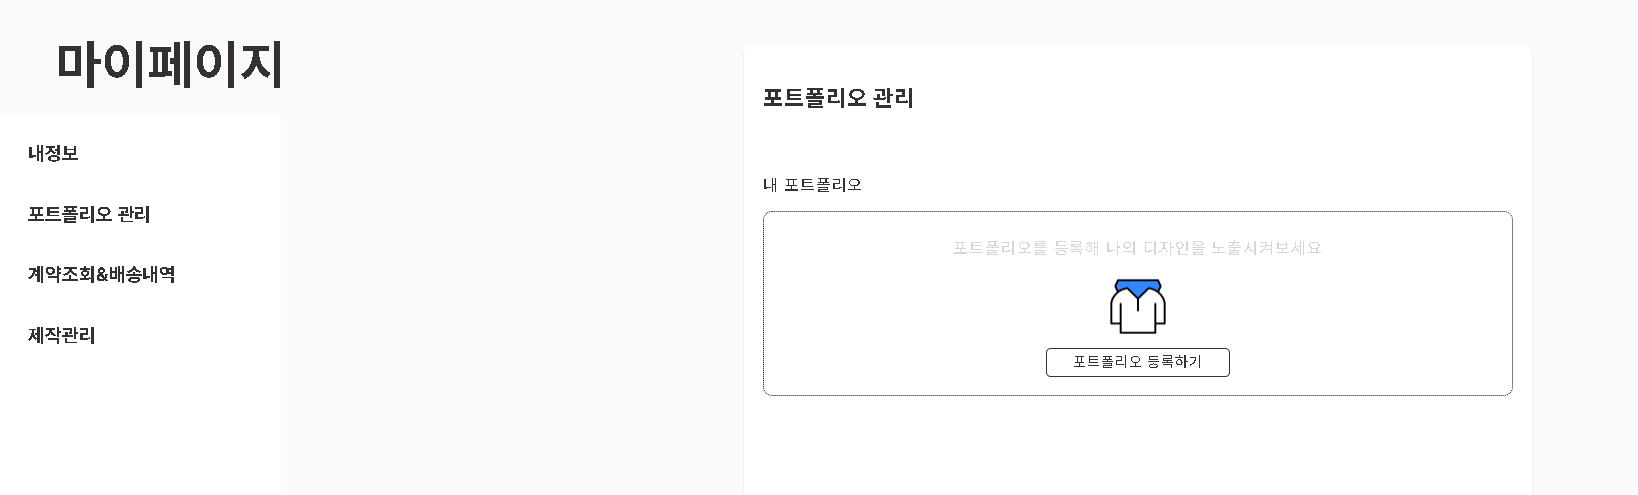 마이페이지
내정보
포트폴리오 관리
계약조회&배송내역
제작관리
포트폴리오 관리
내 포트폴리오
포트폴리오를 등록해 나의 디자인을 노출시켜보세요
포트폴리오 등록하기